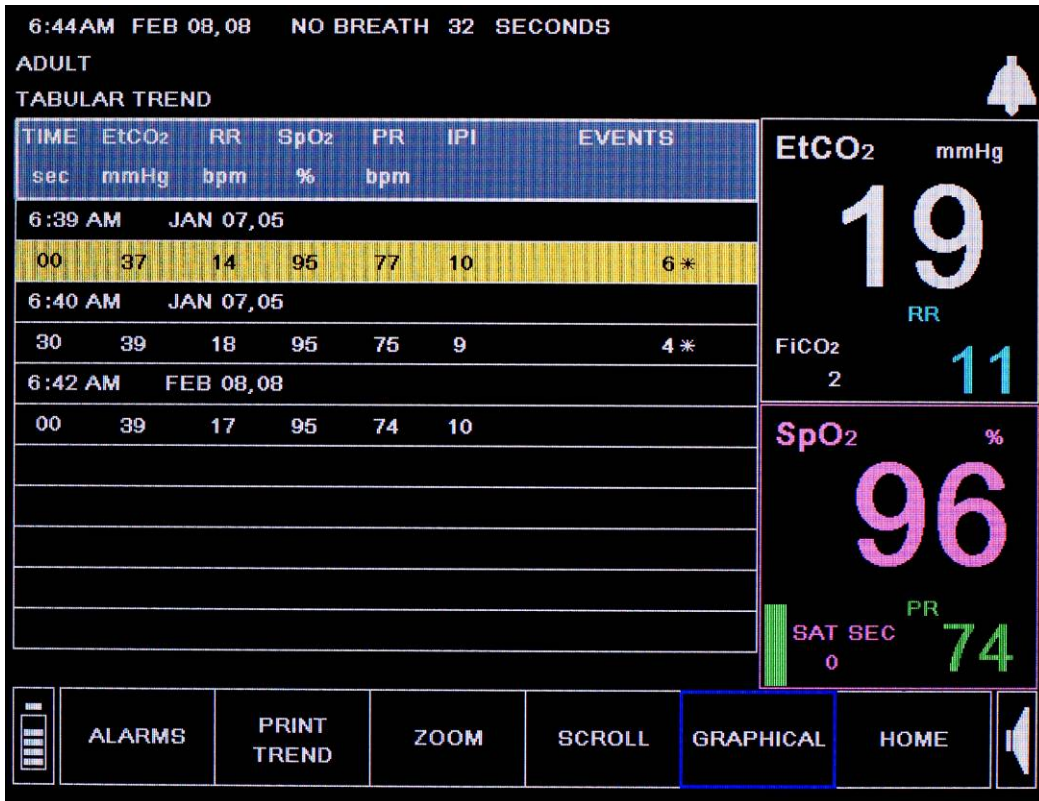 6:44AM FEB 08,08 NO BREATH 32 SECONDS
ADULT
TABULAR TREND
TIME EtCO2 RR SpO2 PR IPI EVENTS
sec mmHg bpm % bpm
6:39 AM JAN 07,05
00 37 14 95 77 10 6*
6:40 AM JAN 07,05
30 39 18 95 75 9 4*
6:42 AM FEB 08,08
00 39 17 95 74 10
EtCO2 mmHg
19
RR
FiCO2
2
11
SpO2 %
96
PR
SAT SEC
0
74
ALARMS
PRINT
TREND
ZOOM
SCROLL
GRAPHICAL
HOME